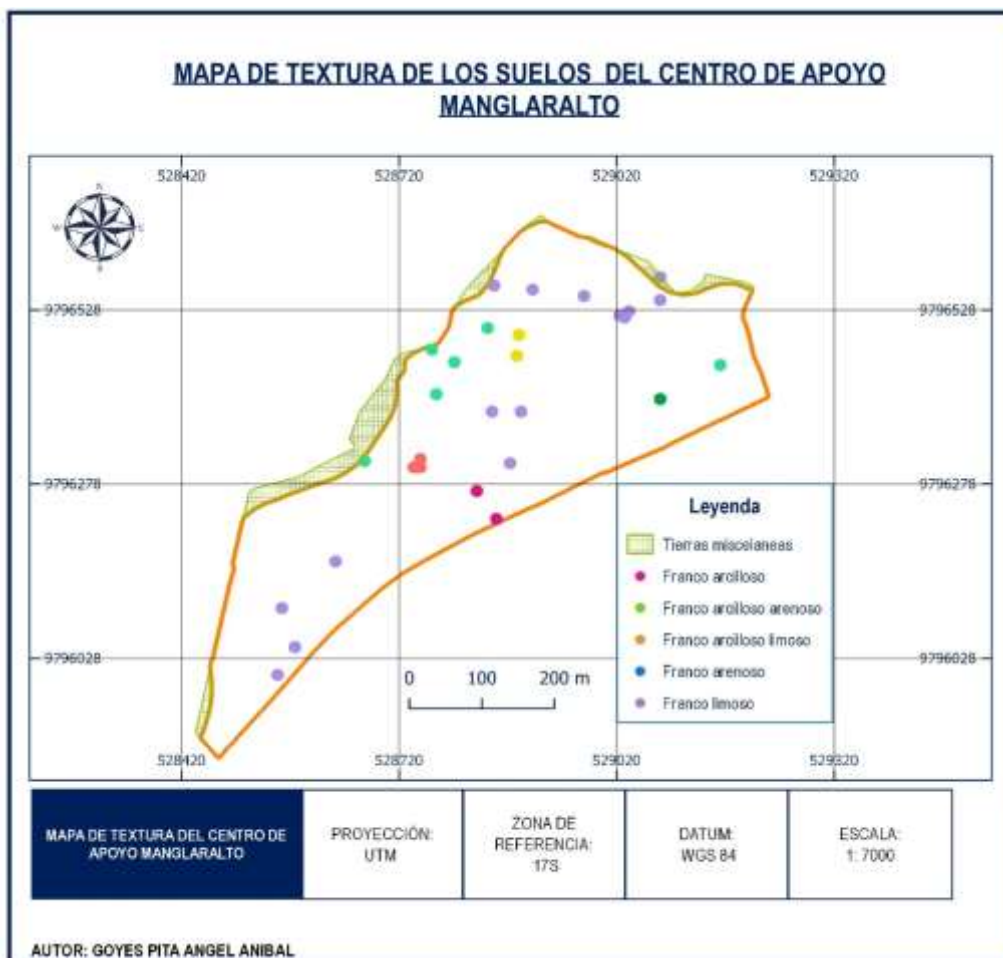 MAPA DE TEXTURA DE LOS SUELOS DEL CENTRO DE APOYO
MANGLARALTO
528420
528720
529020
529320
N
W
E
S
9796528
9796528
9796278
9796278
Leyenda
Tierras miscelaneas
Franco arcilloso
Franco arcilloso arenoso
Franco arcilloso limoso
Franco arenoso
Franco limoso
9796028
9796028
0 100 200 m
528420
528720
529020
529320
MAPA DE TEXTURA DEL CENTRO DE
APOYO MANGLARALTO
PROYECCIÓN:
UTM
ZONA DE
REFERENCIA:
17S
DATUM:
WGS 84
ESCALA:
1: 7000
AUTOR: GOYES PITA ANGEL ANIBAL